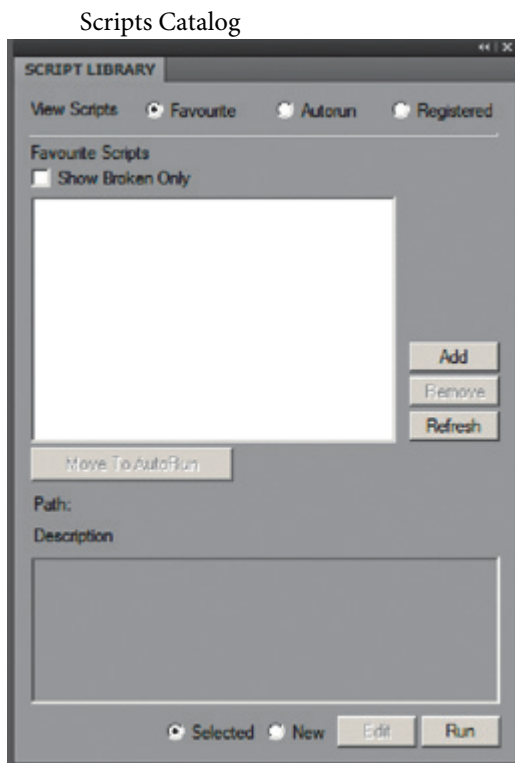 Scripts Catalog
SCRIPT LIBRARY
View Scripts Favourite Autorun Registered
Favourite Scripts
Show Broken Only
Add
Remove
Refresh
Move To AutoRun
Path:
Description
Selected New Edit Run